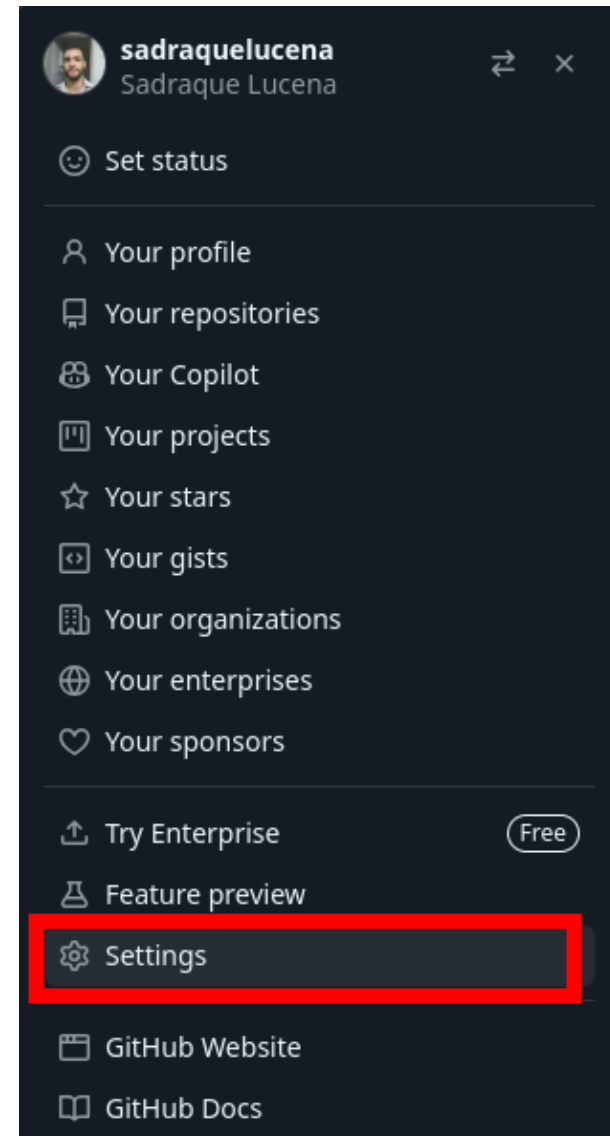 sadraquelucena
Sadraque Lucena
Set status
Your profile
Your repositories
Your Copilot
Your projects
Your stars
Your gists
Your organizations
Your enterprises
Your sponsors
Try Enterprise Free
Feature preview
Settings
GitHub Website
GitHub Docs